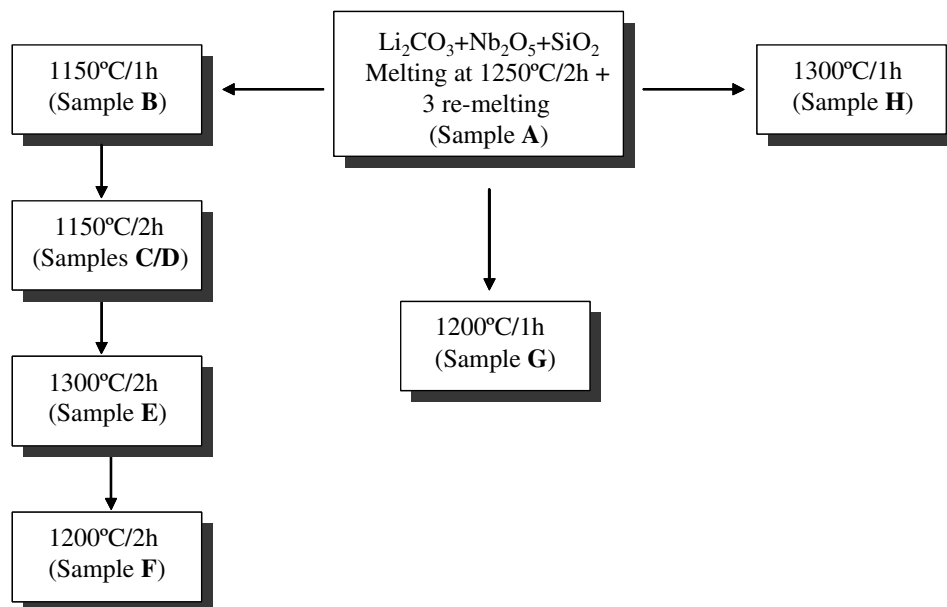 Li₂CO₃+Nb₂O₅+SiO₂
Melting at 1250ºC/2h +
3 re-melting
(Sample A)
1150ºC/1h
(Sample B)
1300ºC/1h
(Sample H)
1150ºC/2h
(Samples C/D)
1200ºC/1h
(Sample G)
1300ºC/2h
(Sample E)
1200ºC/2h
(Sample F)